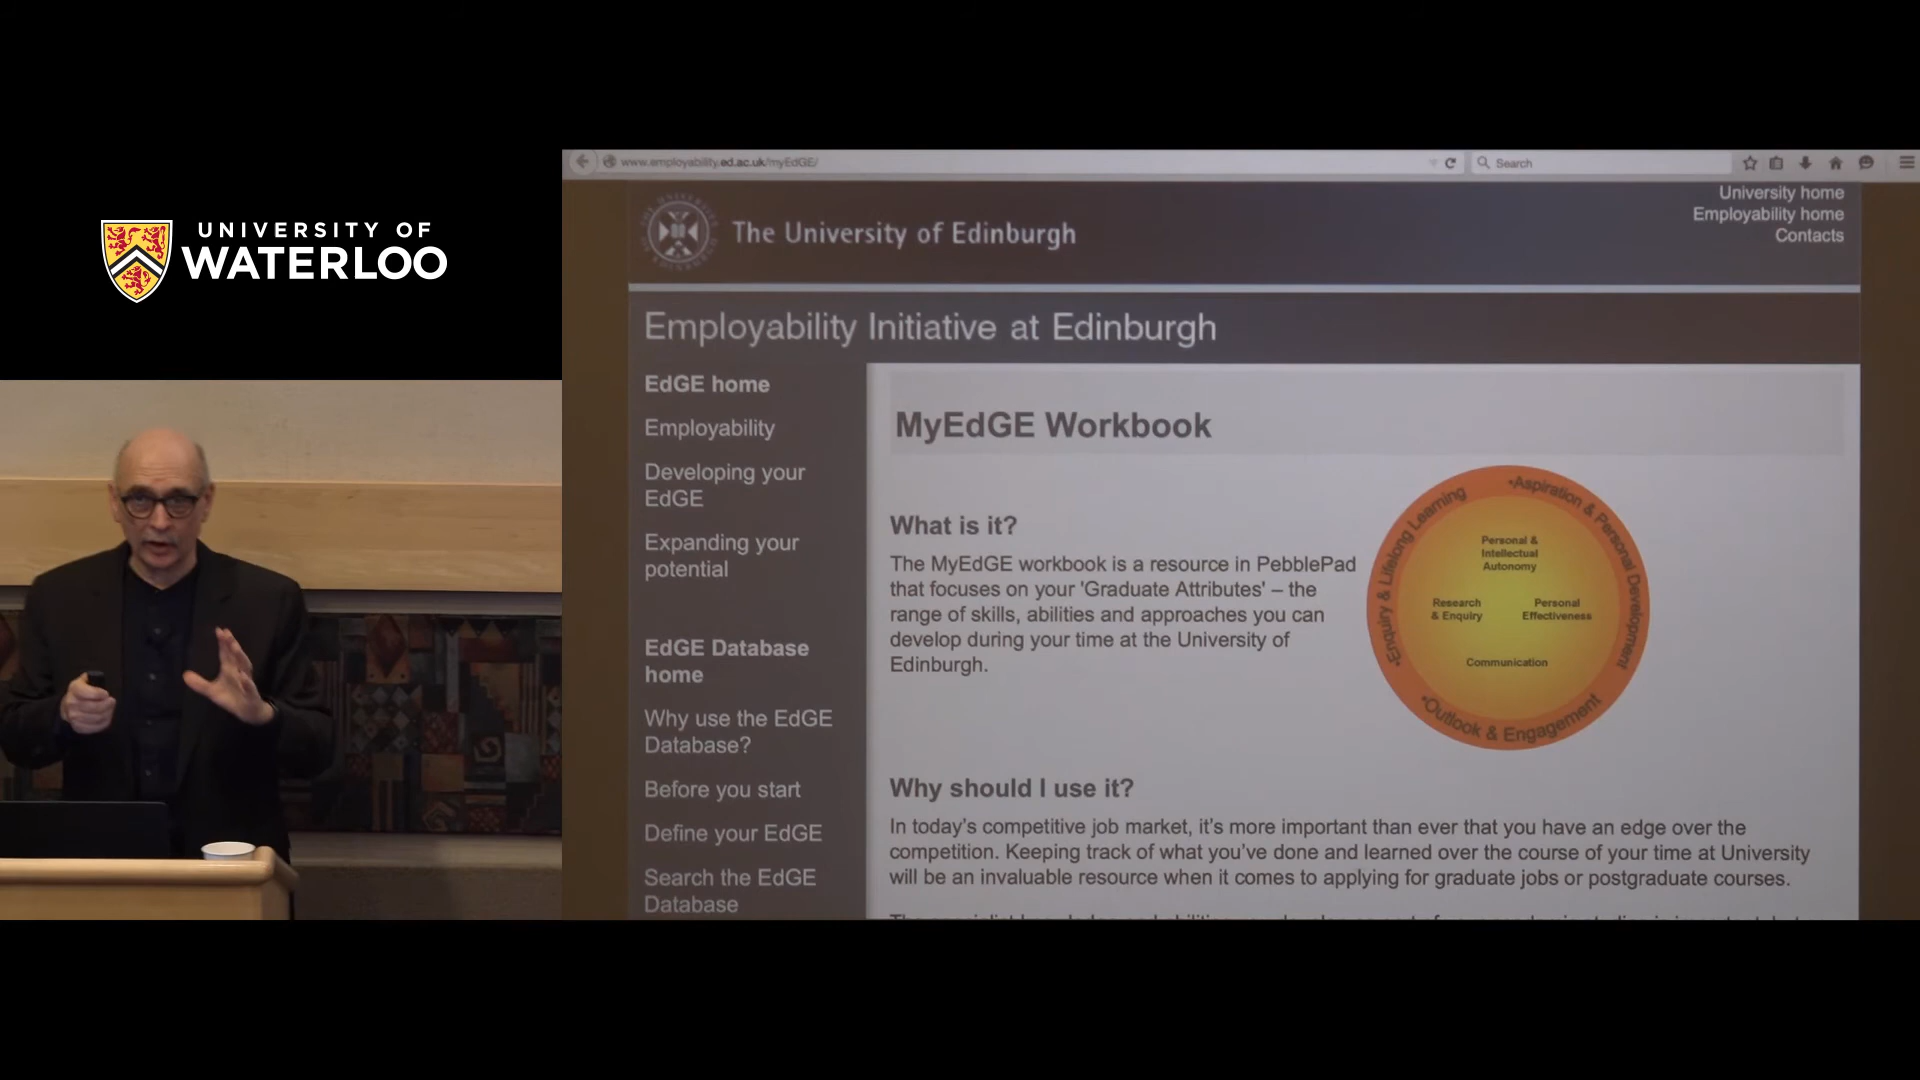 UNIVERSITY OF
WATERLOO
www.employability.ed.ac.uk/myEdGE/
Search
The University of Edinburgh
University home
Employability home
Contacts
Employability Initiative at Edinburgh
EdGE home
Employability
Developing your
EdGE
Expanding your
potential
EdGE Database
home
Why use the EdGE
Database?
Before you start
Define your EdGE
Search the EdGE
Database
MyEdGE Workbook
What is it?
The MyEdGE workbook is a resource in PebblePad
that focuses on your 'Graduate Attributes' – the
range of skills, abilities and approaches you can
develop during your time at the University of
Edinburgh.
•Enquiry & Lifelong Learning
•Aspiration & Personal Development
•Outlook & Engagement
Personal &
Intellectual
Autonomy
Research
& Enquiry
Personal
Effectiveness
Communication
Why should I use it?
In today's competitive job market, it's more important than ever that you have an edge over the
competition. Keeping track of what you've done and learned over the course of your time at University
will be an invaluable resource when it comes to applying for graduate jobs or postgraduate courses.